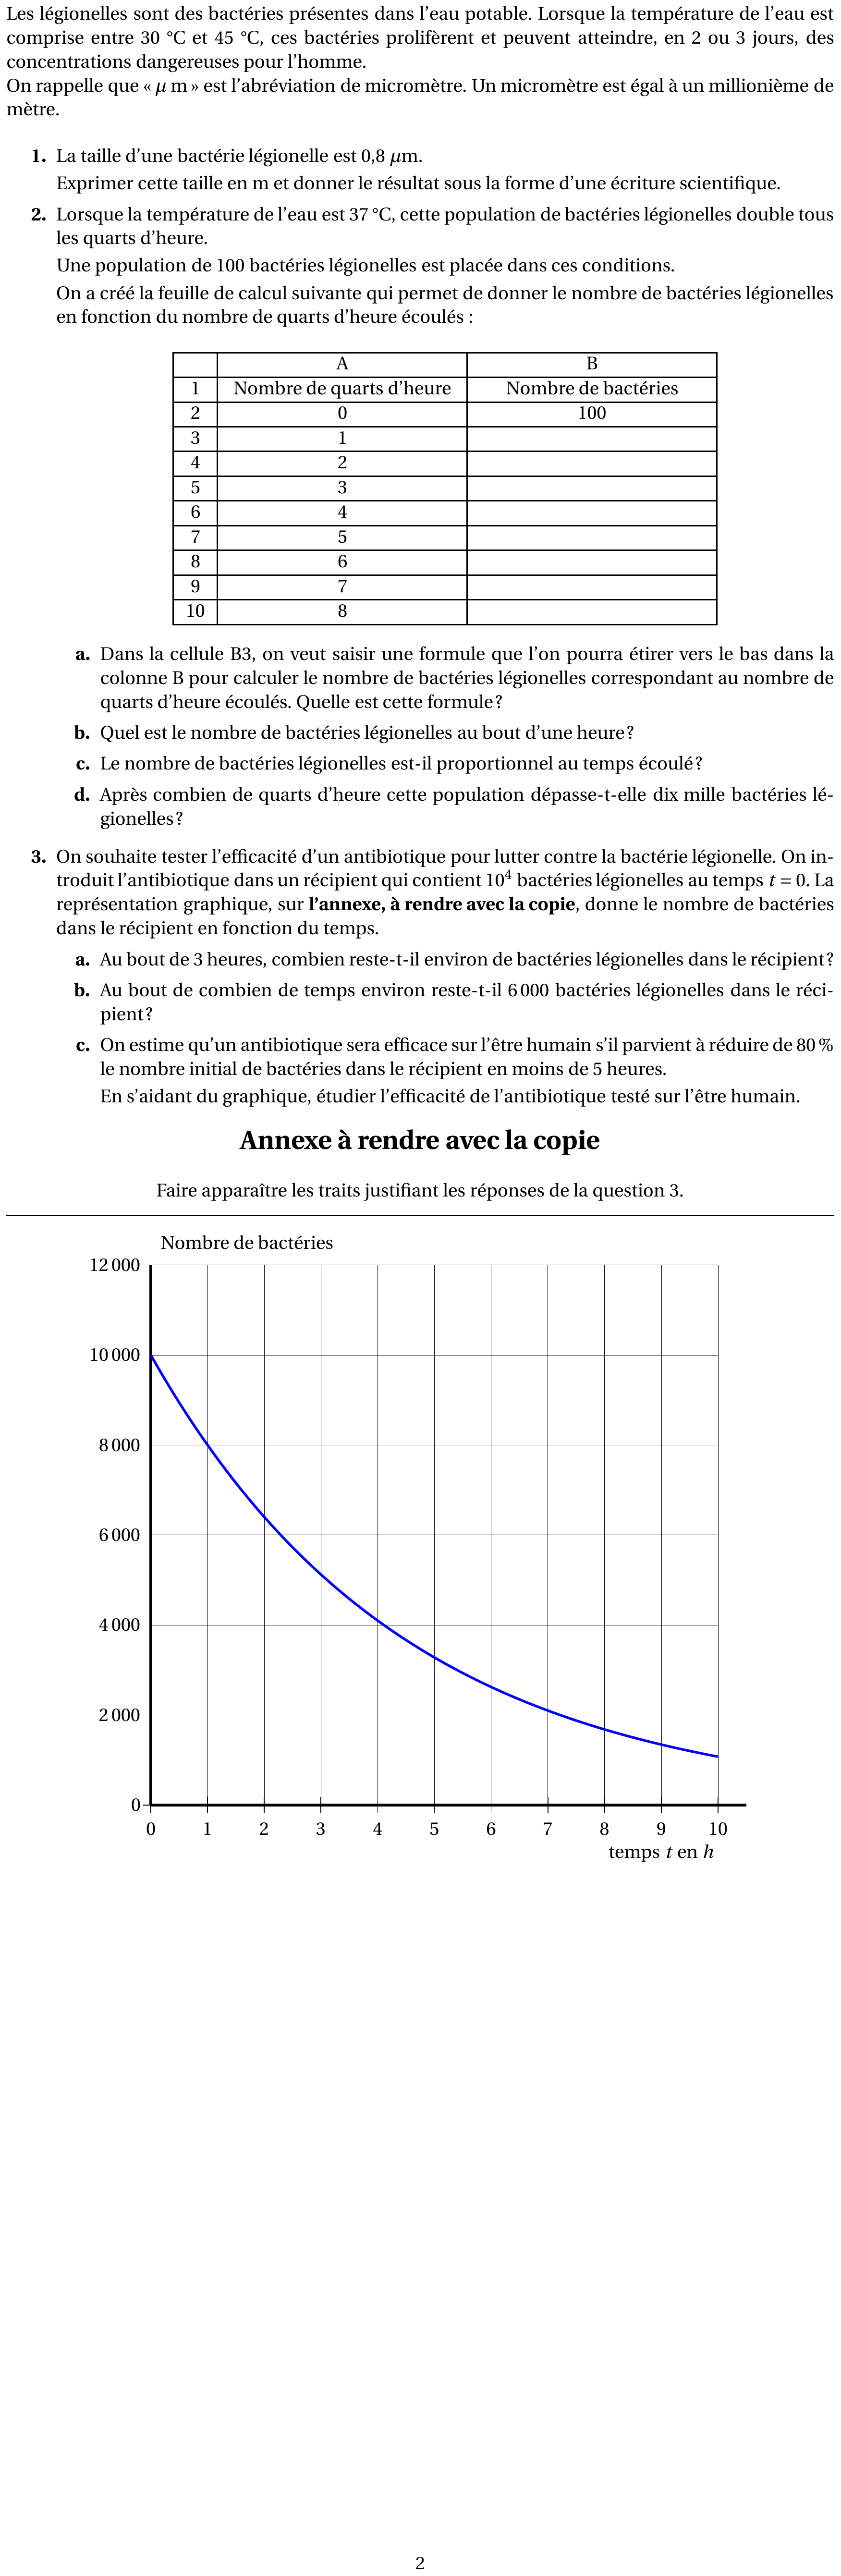 Les légionelles sont des bactéries présentes dans l'eau potable. Lorsque la température de l'eau est
comprise entre 30 °C et 45 °C, ces bactéries prolifèrent et peuvent atteindre, en 2 ou 3 jours, des
concentrations dangereuses pour l'homme.
On rappelle que « μ m » est l'abréviation de micromètre. Un micromètre est égal à un millionième de
mètre.
1. La taille d'une bactérie légionelle est 0,8 μm.
Exprimer cette taille en m et donner le résultat sous la forme d'une écriture scientifique.
2. Lorsque la température de l'eau est 37 °C, cette population de bactéries légionelles double tous
les quarts d'heure.
Une population de 100 bactéries légionelles est placée dans ces conditions.
On a créé la feuille de calcul suivante qui permet de donner le nombre de bactéries légionelles
en fonction du nombre de quarts d'heure écoulés :
A B
1 Nombre de quarts d'heure Nombre de bactéries
2 0 100
3 1
4 2
5 3
6 4
7 5
8 6
9 7
10 8
a. Dans la cellule B3, on veut saisir une formule que l'on pourra étirer vers le bas dans la
colonne B pour calculer le nombre de bactéries légionelles correspondant au nombre de
quarts d'heure écoulés. Quelle est cette formule ?
b. Quel est le nombre de bactéries légionelles au bout d'une heure ?
c. Le nombre de bactéries légionelles est-il proportionnel au temps écoulé ?
d. Après combien de quarts d'heure cette population dépasse-t-elle dix mille bactéries lé-
gionelles ?
3. On souhaite tester l'efficacité d'un antibiotique pour lutter contre la bactérie légionelle. On in-
troduit l'antibiotique dans un récipient qui contient 10⁴ bactéries légionelles au temps t = 0. La
représentation graphique, sur l'annexe, à rendre avec la copie, donne le nombre de bactéries
dans le récipient en fonction du temps.
a. Au bout de 3 heures, combien reste-t-il environ de bactéries légionelles dans le récipient ?
b. Au bout de combien de temps environ reste-t-il 6 000 bactéries légionelles dans le réci-
pient ?
c. On estime qu'un antibiotique sera efficace sur l'être humain s'il parvient à réduire de 80 %
le nombre initial de bactéries dans le récipient en moins de 5 heures.
En s'aidant du graphique, étudier l'efficacité de l'antibiotique testé sur l'être humain.
Annexe à rendre avec la copie
Faire apparaître les traits justifiant les réponses de la question 3.
Nombre de bactéries
12 000
10 000
8 000
6 000
4 000
2 000
0
0 1 2 3 4 5 6 7 8 9 10
temps t en h
2